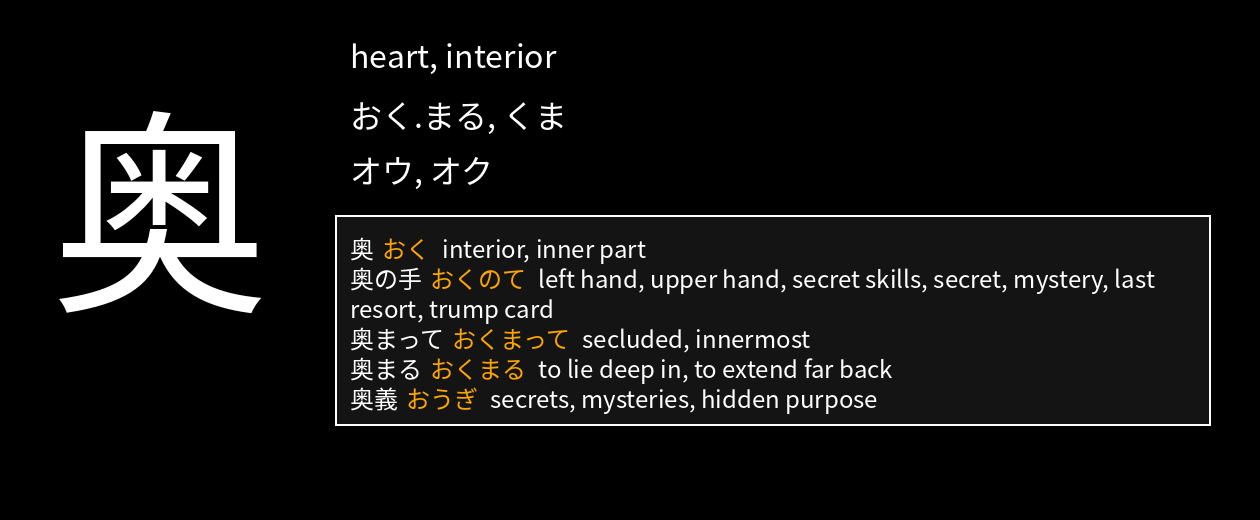 奥
heart, interior
おく.まる, くま
オウ, オク
奥 おく interior, inner part
奥の手 おくのて left hand, upper hand, secret skills, secret, mystery, last
resort, trump card
奥まって おくまって secluded, innermost
奥まる おくまる to lie deep in, to extend far back
奥義 おうぎ secrets, mysteries, hidden purpose